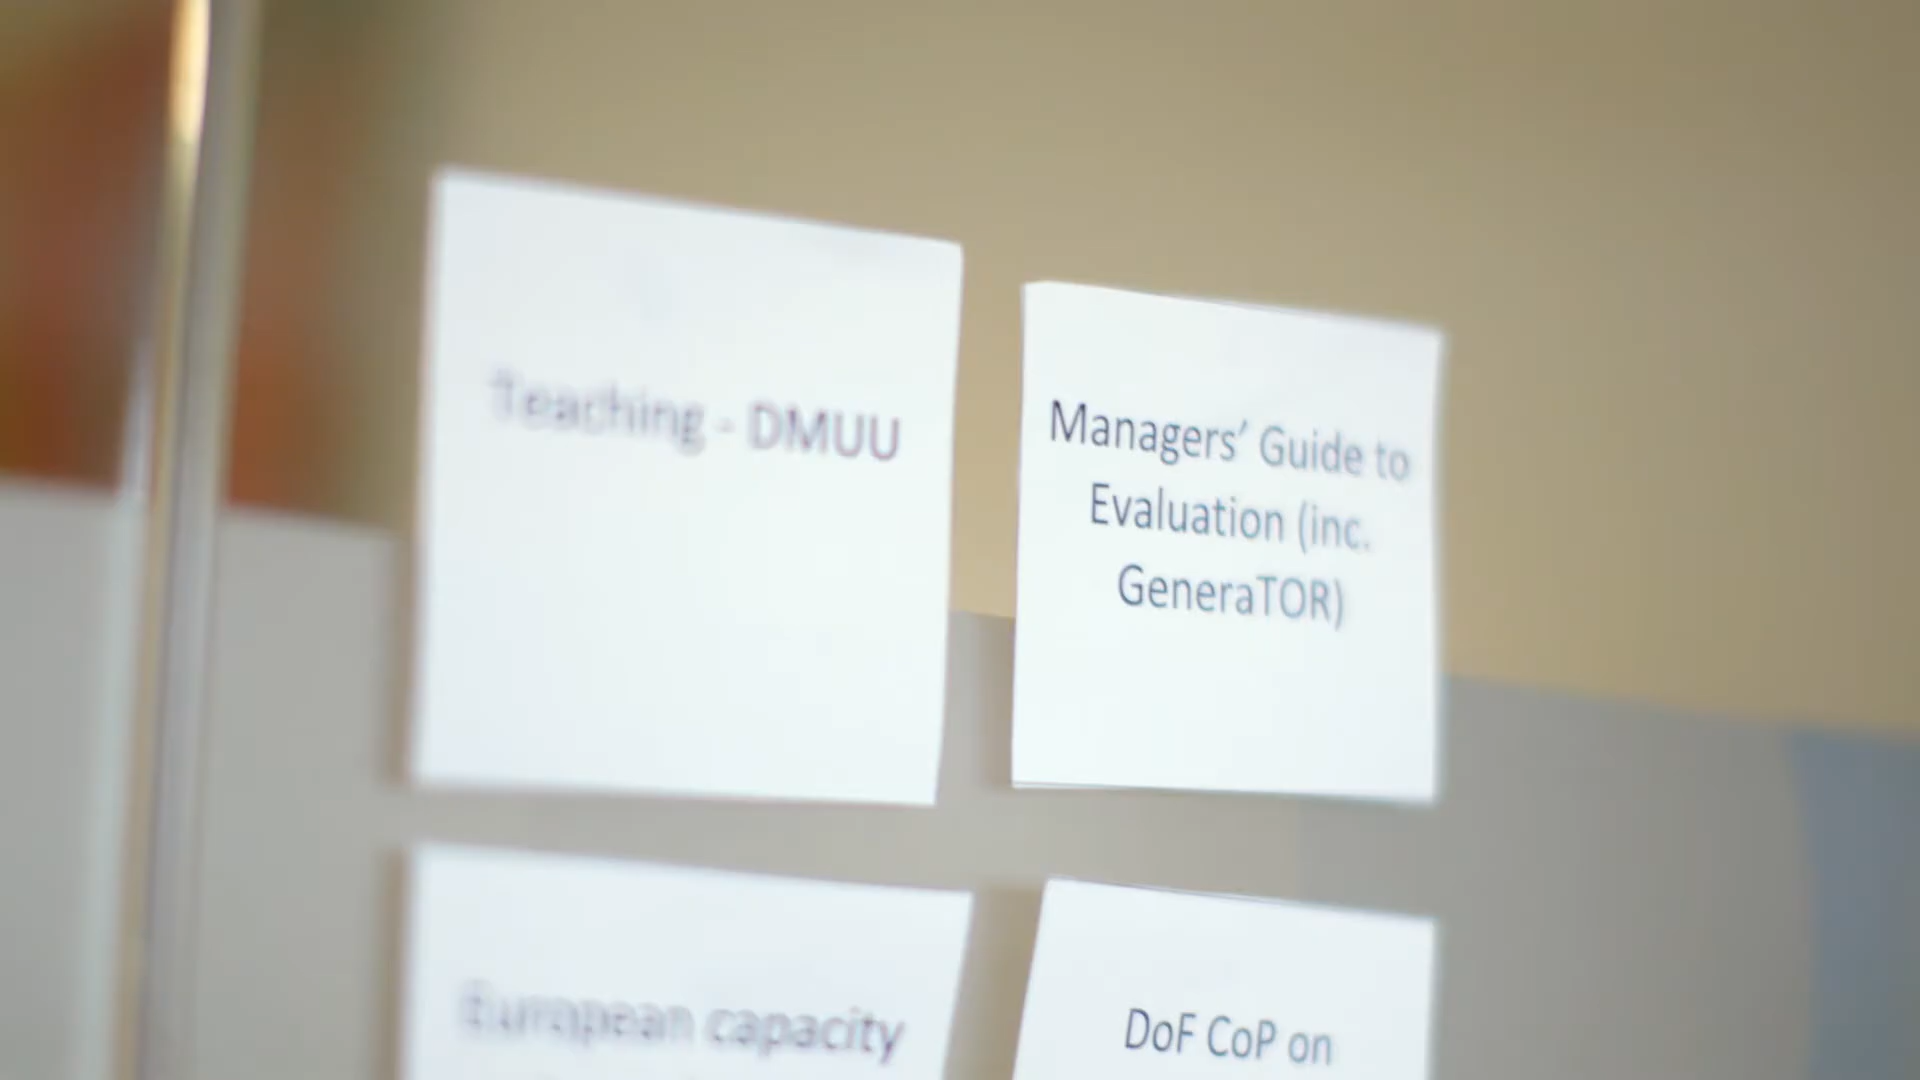 Teaching - DMUU
Managers’ Guide to
Evaluation (inc.
GeneraTOR)
European capacity
DoF CoP on